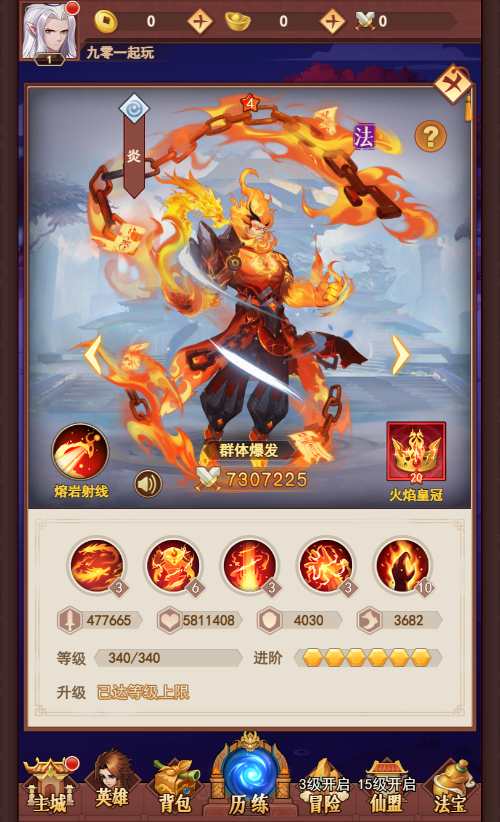 0
0
0
1
九零一起玩
4
法
炎
?
群体爆发
7307225
熔岩射线
20
火焰皇冠
3
6
3
3
10
477665
5811408
4030
3682
等级
340/340
进阶
升级
已达等级上限
3级开启
15级开启
主城
英雄
背包
历练
冒险
仙盟
法宝